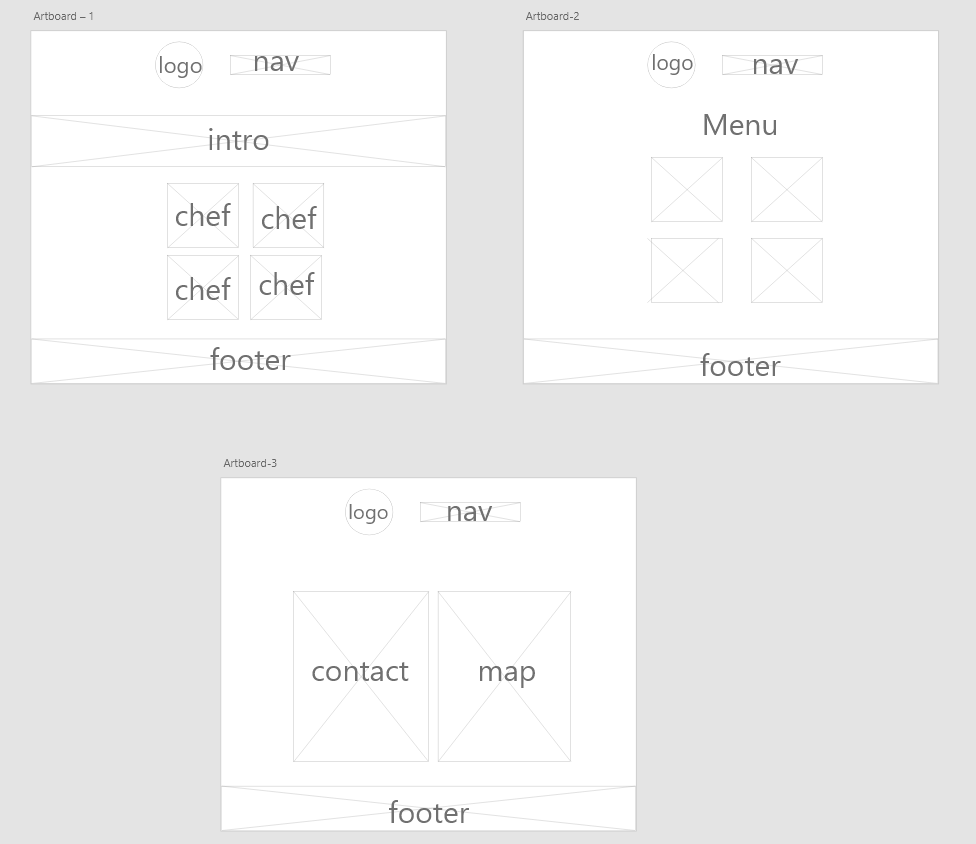 Artboard – 1
logo nav
intro
chef chef
chef chef
footer
Artboard-2
logo nav
Menu
footer
Artboard-3
logo nav
contact map
footer